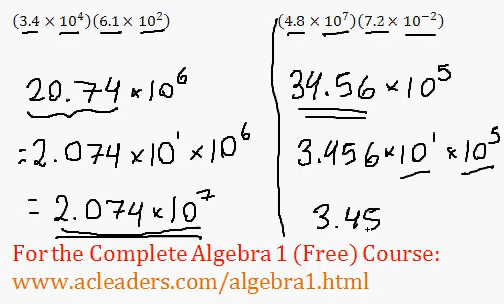 (3.4 × 10⁴)(6.1 × 10²)
20.74 × 10⁶
= 2.074 × 10¹ × 10⁶
= 2.074 × 10⁷
(4.8 × 10⁷)(7.2 × 10⁻²)
34.56 × 10⁵
3.456 × 10¹ × 10⁵
3.45
For the Complete Algebra 1 (Free) Course:
www.acleaders.com/algebra1.html